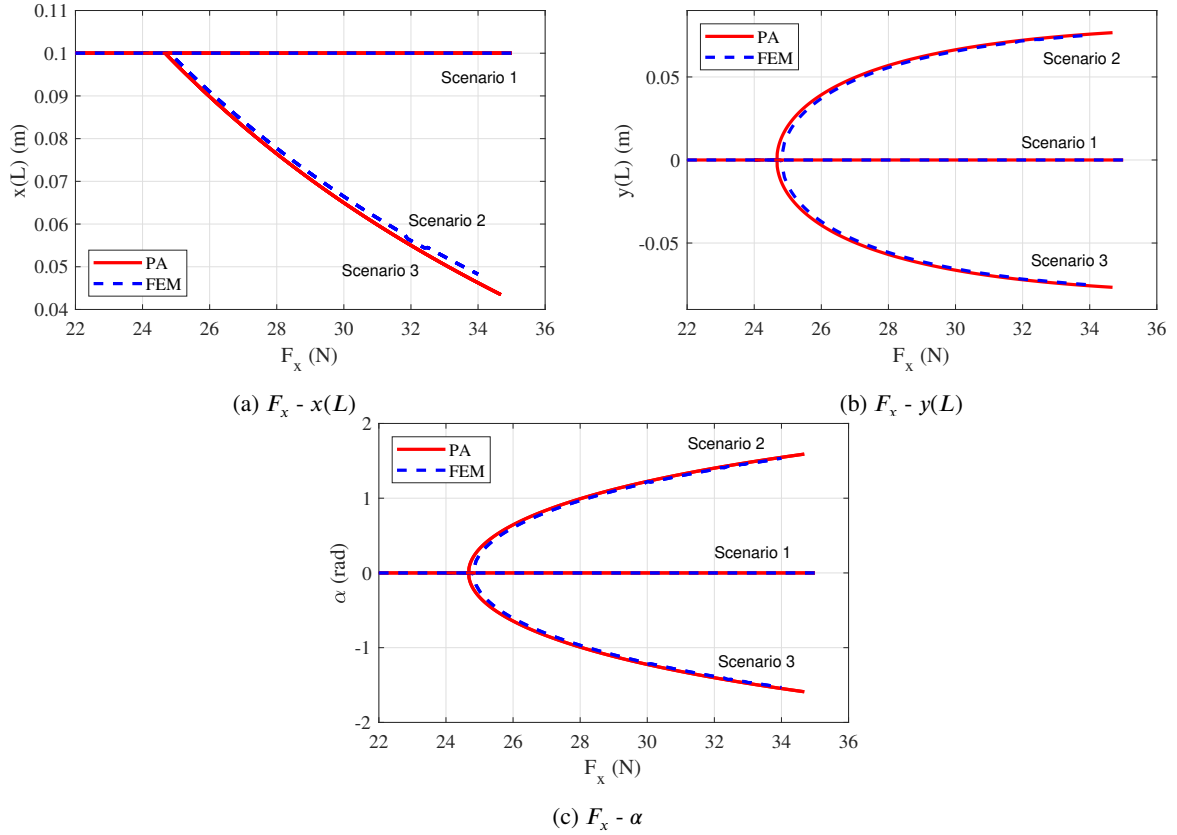 0.11
0.1
0.09
0.08
0.07
0.06
0.05
0.04
x(L) (m)
Scenario 1
Scenario 2
Scenario 3
PA
FEM
22 24 26 28 30 32 34 36
F_x (N)
(a) F_x - x(L)
PA
FEM
0.05
0
-0.05
y(L) (m)
Scenario 2
Scenario 1
Scenario 3
22 24 26 28 30 32 34 36
F_x (N)
(b) F_x - y(L)
2
1
0
-1
-2
α (rad)
PA
FEM
Scenario 2
Scenario 1
Scenario 3
22 24 26 28 30 32 34 36
F_x (N)
(c) F_x - α